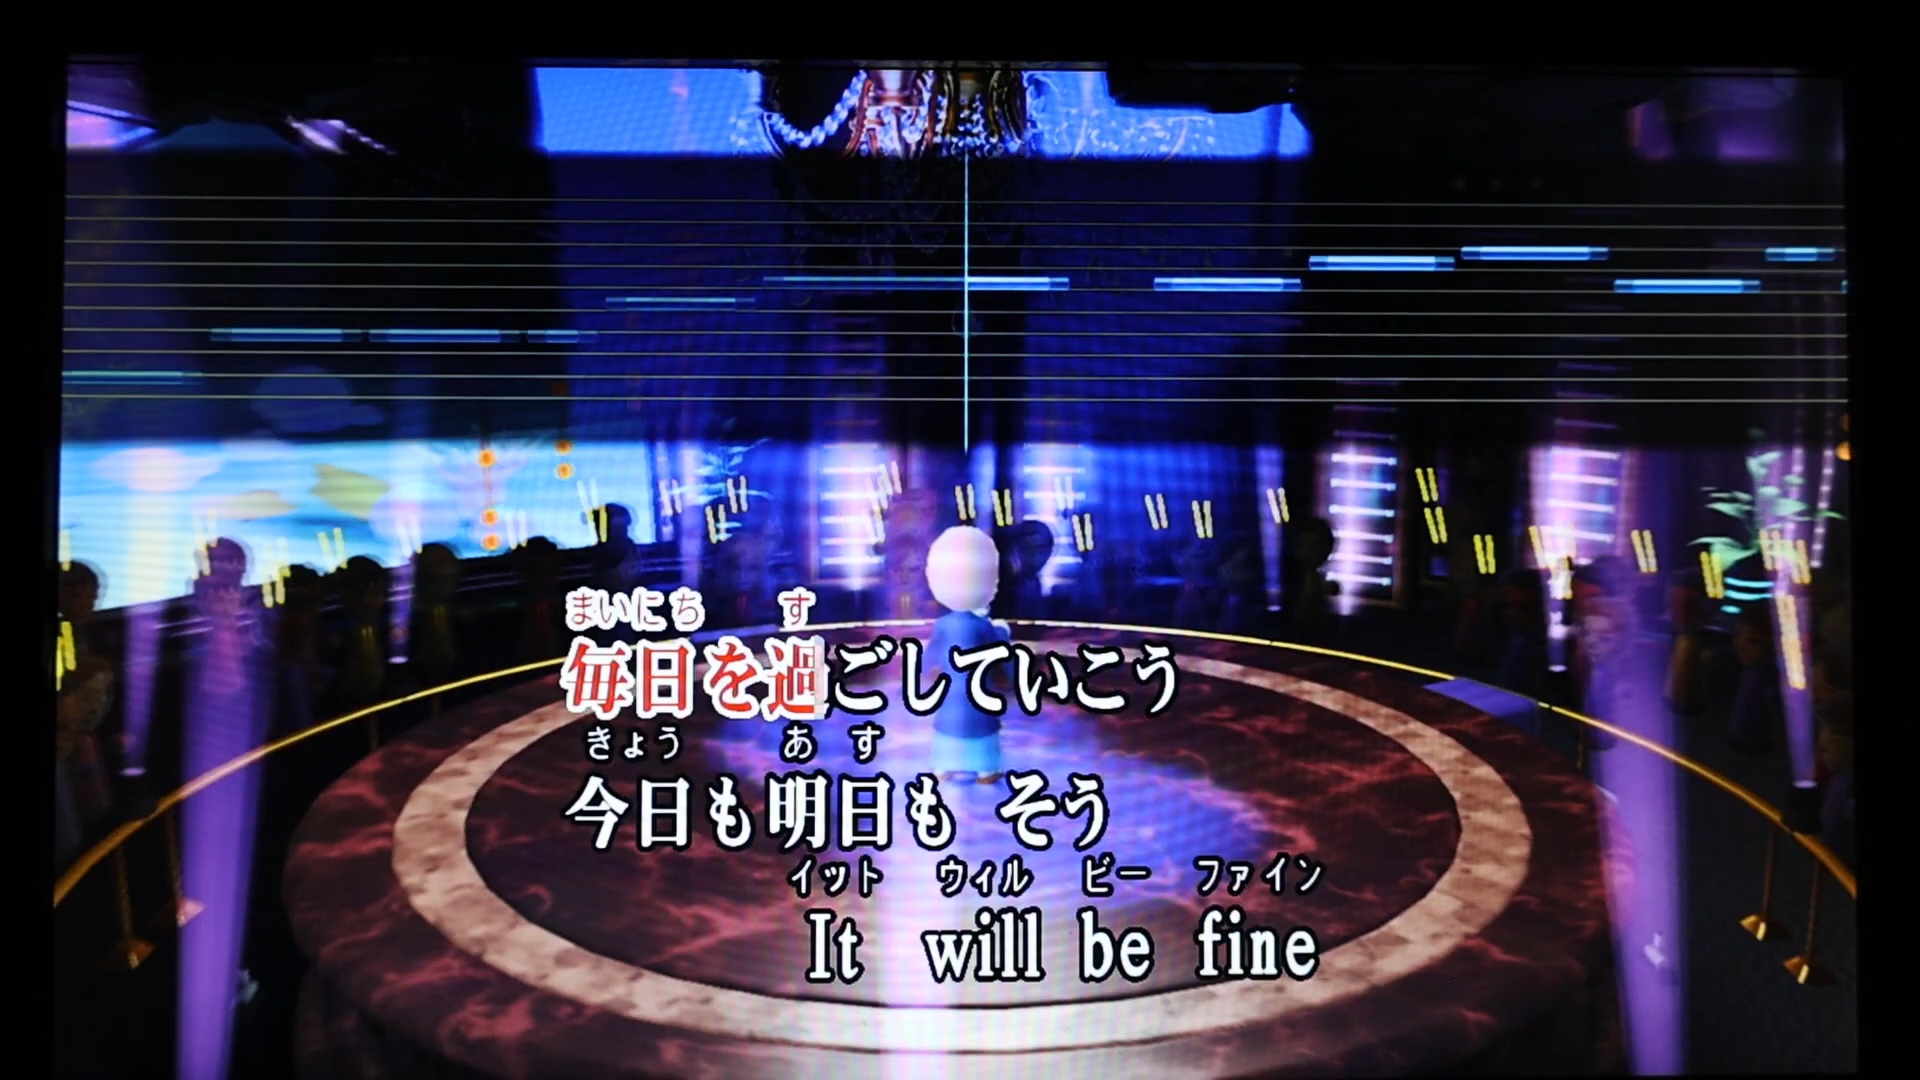 まいにち す
毎日を過ごしていこう
きょう あす
今日も明日も そう
イット ウィル ビー ファイン
It will be fine